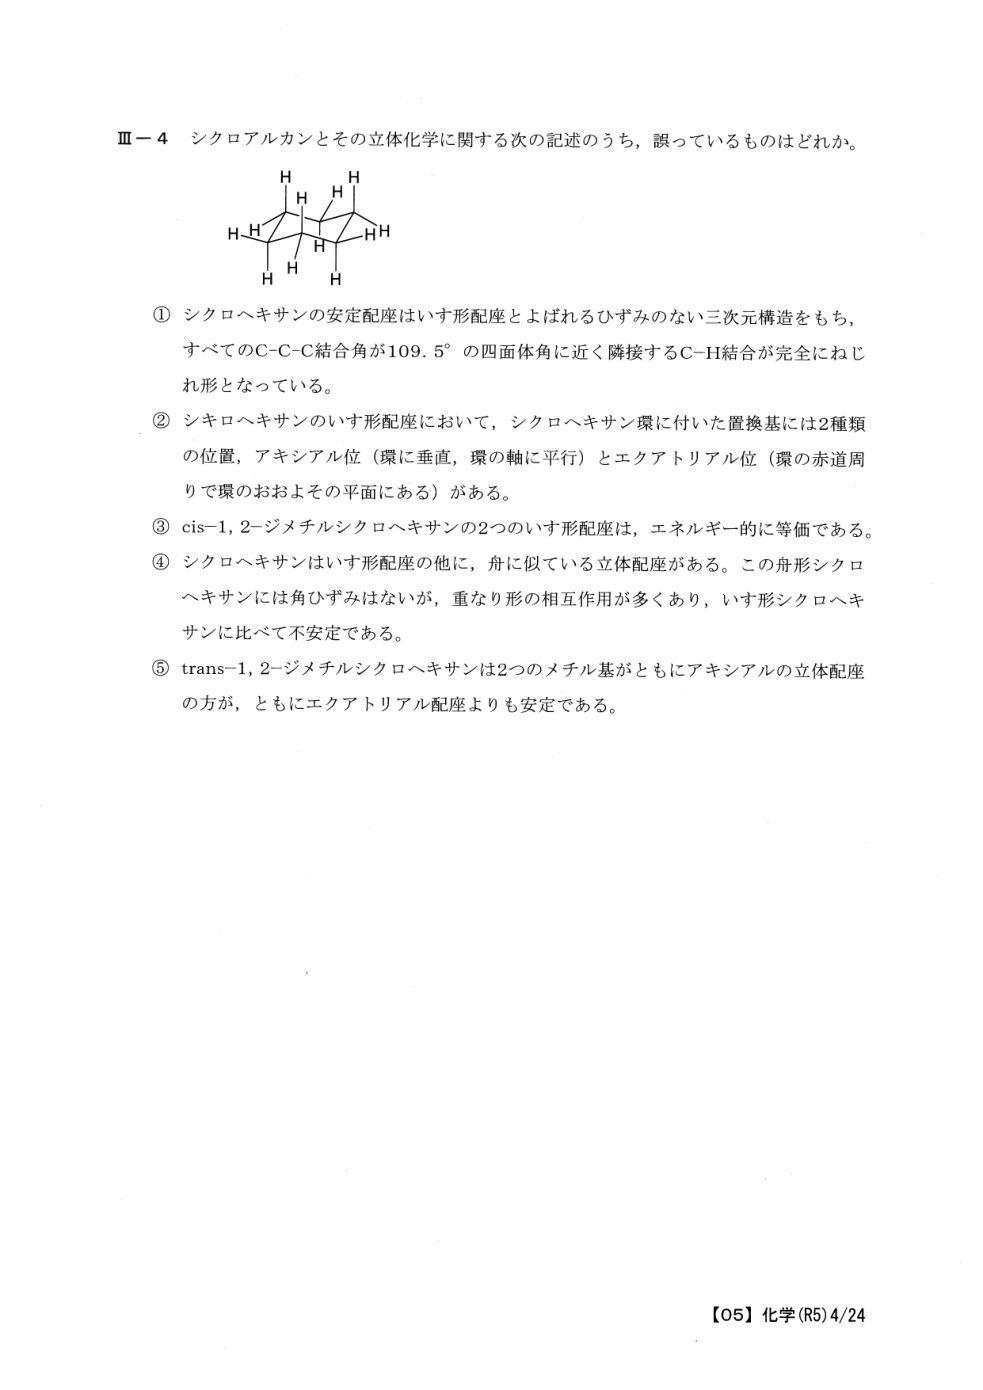 Ⅲ－４ シクロアルカンとその立体化学に関する次の記述のうち，誤っているものはどれか。
H H
H H
H H H H
H H
H H H
① シクロヘキサンの安定配座はいす形配座とよばれるひずみのない三次元構造をもち，
すべてのC-C-C結合角が109．5°の四面体角に近く隣接するC－H結合が完全にねじ
れ形となっている。
② シキロヘキサンのいす形配座において，シクロヘキサン環に付いた置換基には2種類
の位置，アキシアル位（環に垂直，環の軸に平行）とエクアトリアル位（環の赤道周
りで環のおおよその平面にある）がある。
③ cis－1，2－ジメチルシクロヘキサンの2つのいす形配座は，エネルギー的に等価である。
④ シクロヘキサンはいす形配座の他に，舟に似ている立体配座がある。この舟形シクロ
ヘキサンには角ひずみはないが，重なり形の相互作用が多くあり，いす形シクロヘキ
サンに比べて不安定である。
⑤ trans－1，2－ジメチルシクロヘキサンは2つのメチル基がともにアキシアルの立体配座
の方が，ともにエクアトリアル配座よりも安定である。
【05】化学(R5)4/24